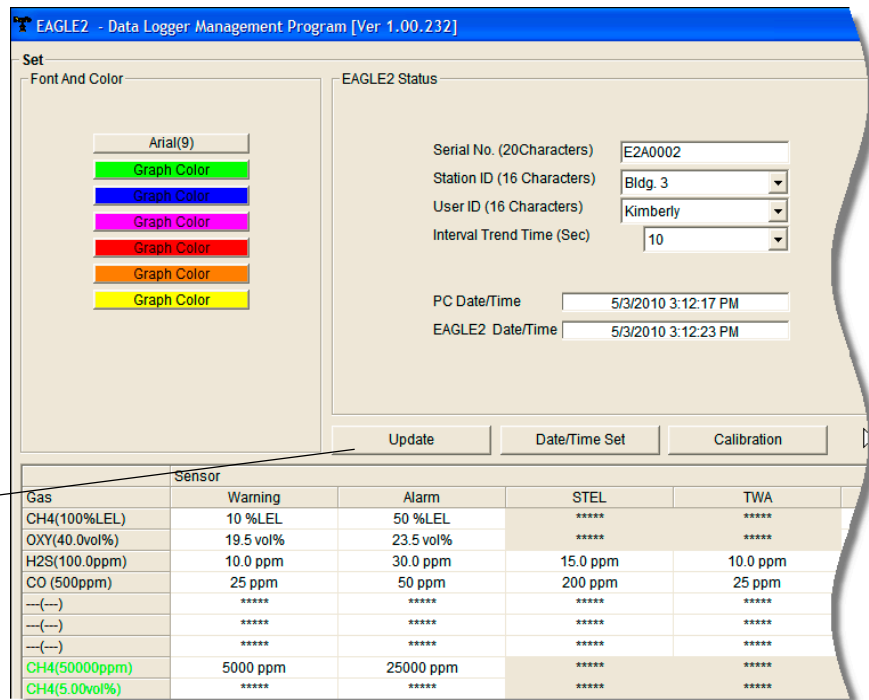 EAGLE2 - Data Logger Management Program [Ver 1.00.232]
Set
Font And Color
Arial(9)
Graph Color
Graph Color
Graph Color
Graph Color
Graph Color
Graph Color
EAGLE2 Status
Serial No. (20Characters) E2A0002
Station ID (16 Characters) Bldg. 3
User ID (16 Characters) Kimberly
Interval Trend Time (Sec) 10
PC Date/Time 5/3/2010 3:12:17 PM
EAGLE2 Date/Time 5/3/2010 3:12:23 PM
Update Date/Time Set Calibration
Sensor
Gas Warning Alarm STEL TWA
CH4(100%LEL) 10 %LEL 50 %LEL ***** *****
OXY(40.0vol%) 19.5 vol% 23.5 vol% ***** *****
H2S(100.0ppm) 10.0 ppm 30.0 ppm 15.0 ppm 10.0 ppm
CO (500ppm) 25 ppm 50 ppm 200 ppm 25 ppm
---(---) ***** ***** ***** *****
---(---) ***** ***** ***** *****
---(---) ***** ***** ***** *****
CH4(50000ppm) 5000 ppm 25000 ppm ***** *****
CH4(5.00vol%) ***** ***** ***** *****